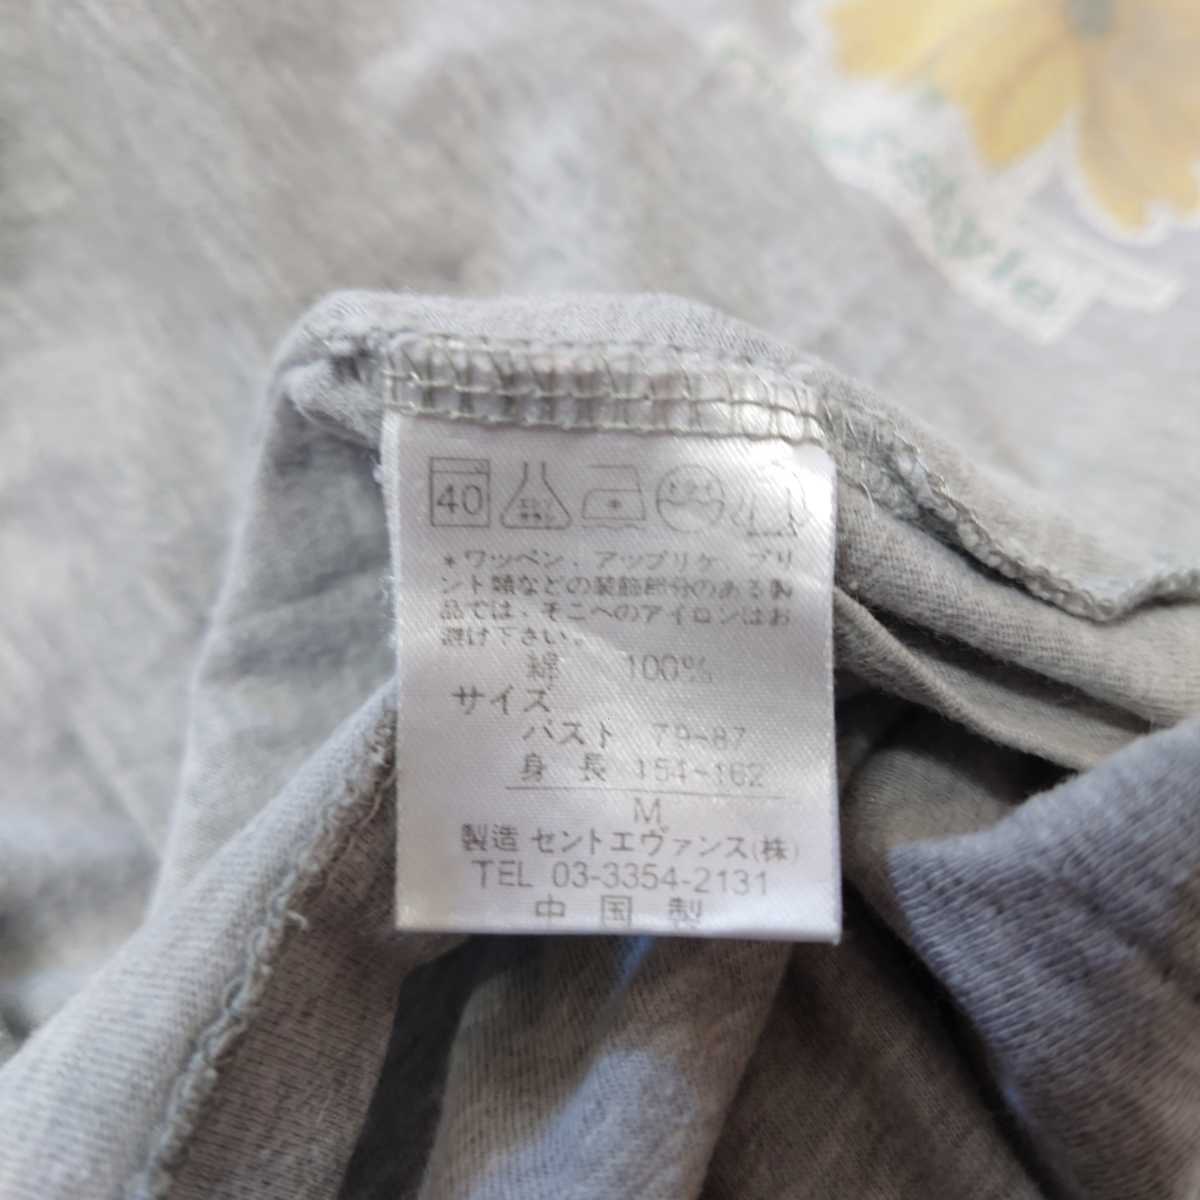 40
*ワッペン．アップリケ．プリ
ント類などの装飾部分のある製
品では、そこへのアイロンはお
避け下さい。
綿 100%
サイズ
バスト 79~87
身長 154~162
M
製造 セントエヴァンス(株)
TEL 03-3354-2131
中国製